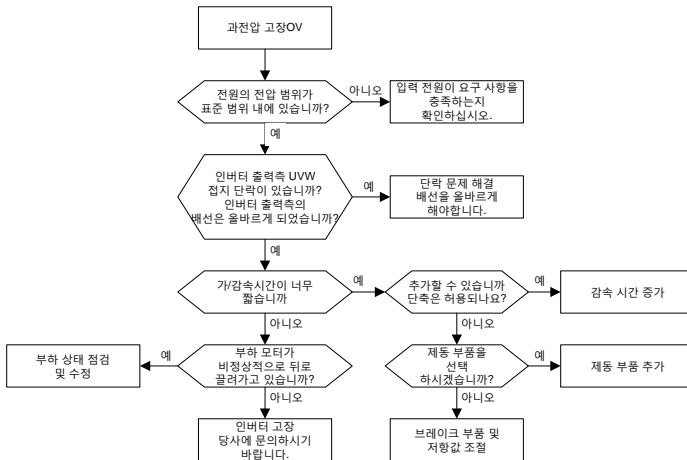 과전압 고장OV
전원의 전압 범위가
표준 범위 내에 있습니까?
아니오
입력 전원이 요구 사항을
충족하는지
확인하십시오.
예
인버터 출력측 UVW
접지 단락이 있습니까?
인버터 출력측의
배선은 올바르게 되었습니까?
예
단락 문제 해결
배선을 올바르게
해야합니다.
예
가/감속시간이 너무
짧습니까
예
추가할 수 있습니까
단축은 허용되나요?
예
감속 시간 증가
아니오
아니오
부하 상태 점검
및 수정
예
부하 모터가
비정상적으로 뒤로
끌려가고 있습니까?
제동 부품을
선택
하시겠습니까?
예
제동 부품 추가
아니오
아니오
인버터 고장
당사에 문의하시기
바랍니다.
브레이크 부품 및
저항값 조절